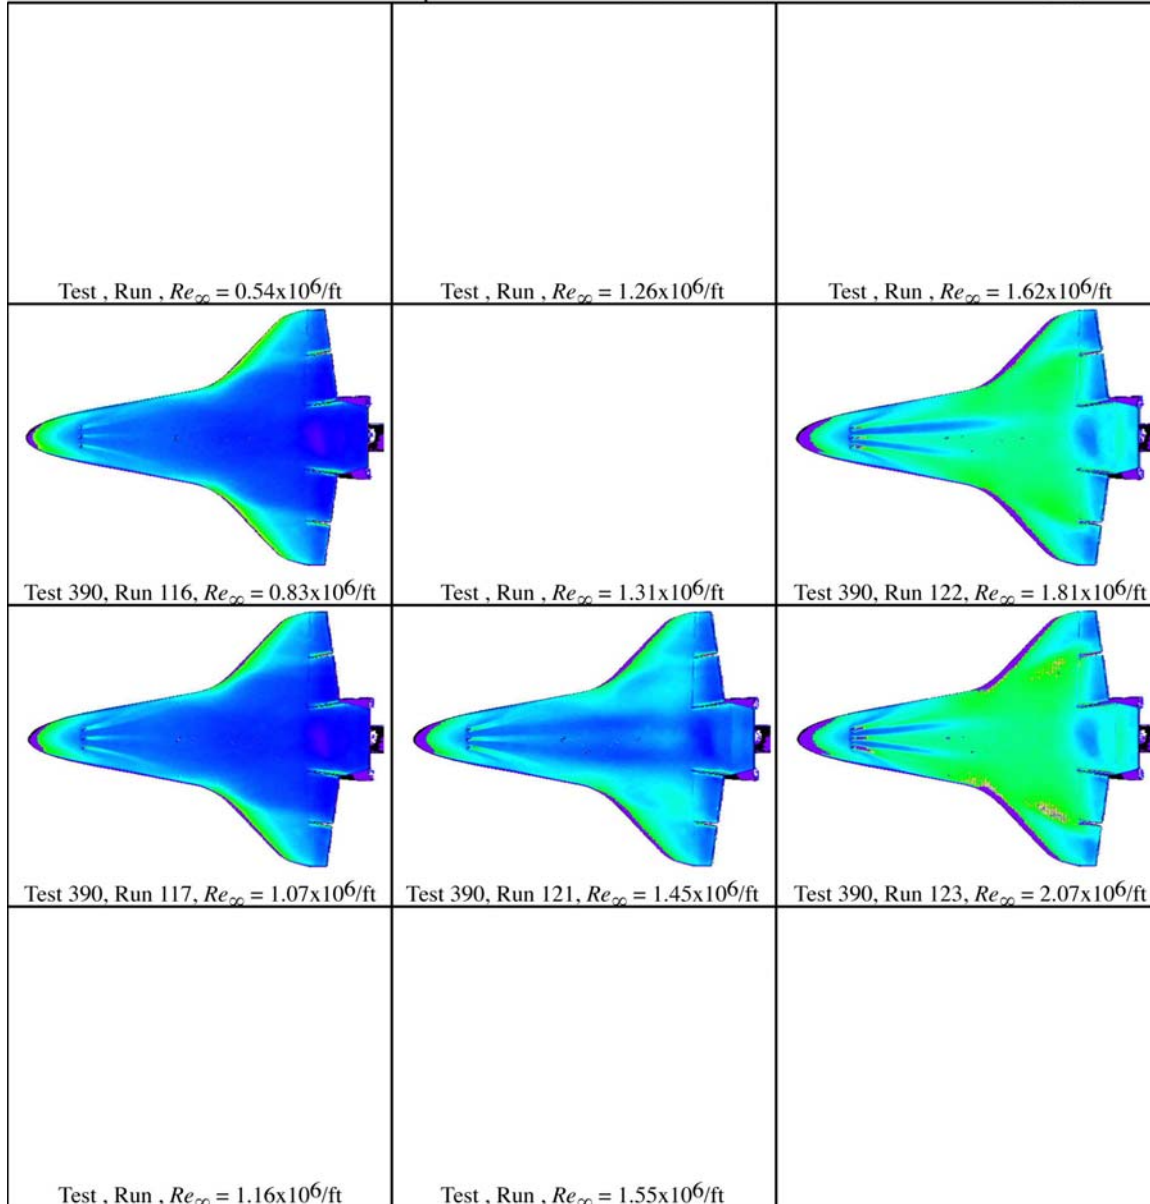 Test , Run , Re∞ = 0.54x10⁶/ft
Test , Run , Re∞ = 1.26x10⁶/ft
Test , Run , Re∞ = 1.62x10⁶/ft
Test 390, Run 116, Re∞ = 0.83x10⁶/ft
Test , Run , Re∞ = 1.31x10⁶/ft
Test 390, Run 122, Re∞ = 1.81x10⁶/ft
Test 390, Run 117, Re∞ = 1.07x10⁶/ft
Test 390, Run 121, Re∞ = 1.45x10⁶/ft
Test 390, Run 123, Re∞ = 2.07x10⁶/ft
Test , Run , Re∞ = 1.16x10⁶/ft
Test , Run , Re∞ = 1.55x10⁶/ft